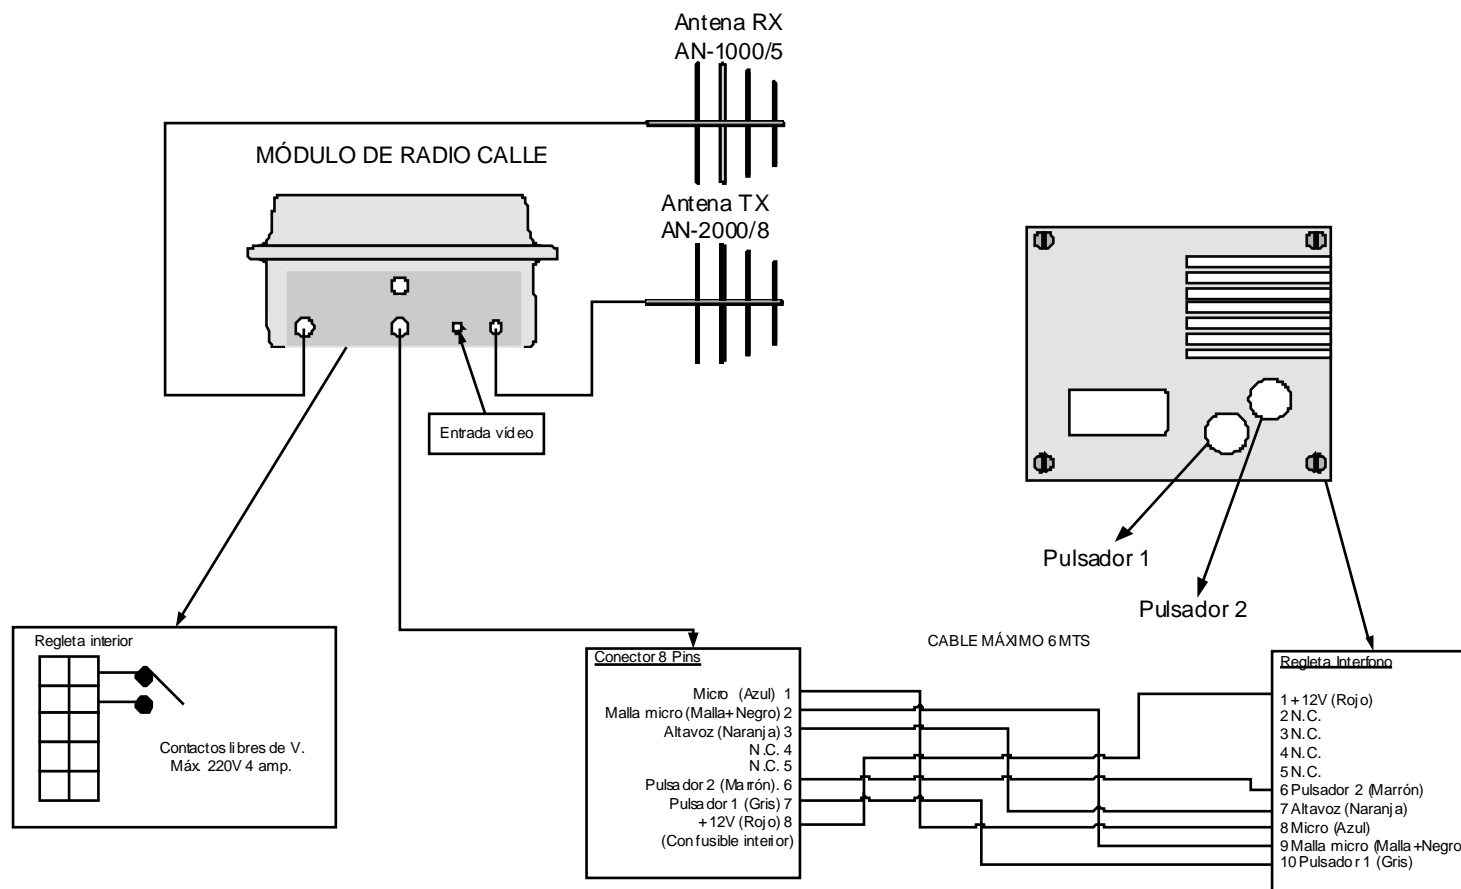 Antena RX
AN-1000/5
MÓDULO DE RADIO CALLE
Antena TX
AN-2000/8
Entrada vídeo
Pulsador 1
Pulsador 2
Regleta interior
Contactos libres de V.
Máx. 220V 4 amp.
CABLE MÁXIMO 6 MTS
Conector 8 Pins
Micro (Azul) 1
Malla micro (Malla+Negro) 2
Altavoz (Naranja) 3
N.C. 4
N.C. 5
Pulsador 2 (Marrón). 6
Pulsador 1 (Gris) 7
+12V (Rojo) 8
(Con fusible interior)
Regleta Interfono
1 +12V (Rojo)
2 N.C.
3 N.C.
4 N.C.
5 N.C.
6 Pulsador 2 (Marrón)
7 Altavoz (Naranja)
8 Micro (Azul)
9 Malla micro (Malla+Negro
10 Pulsador 1 (Gris)